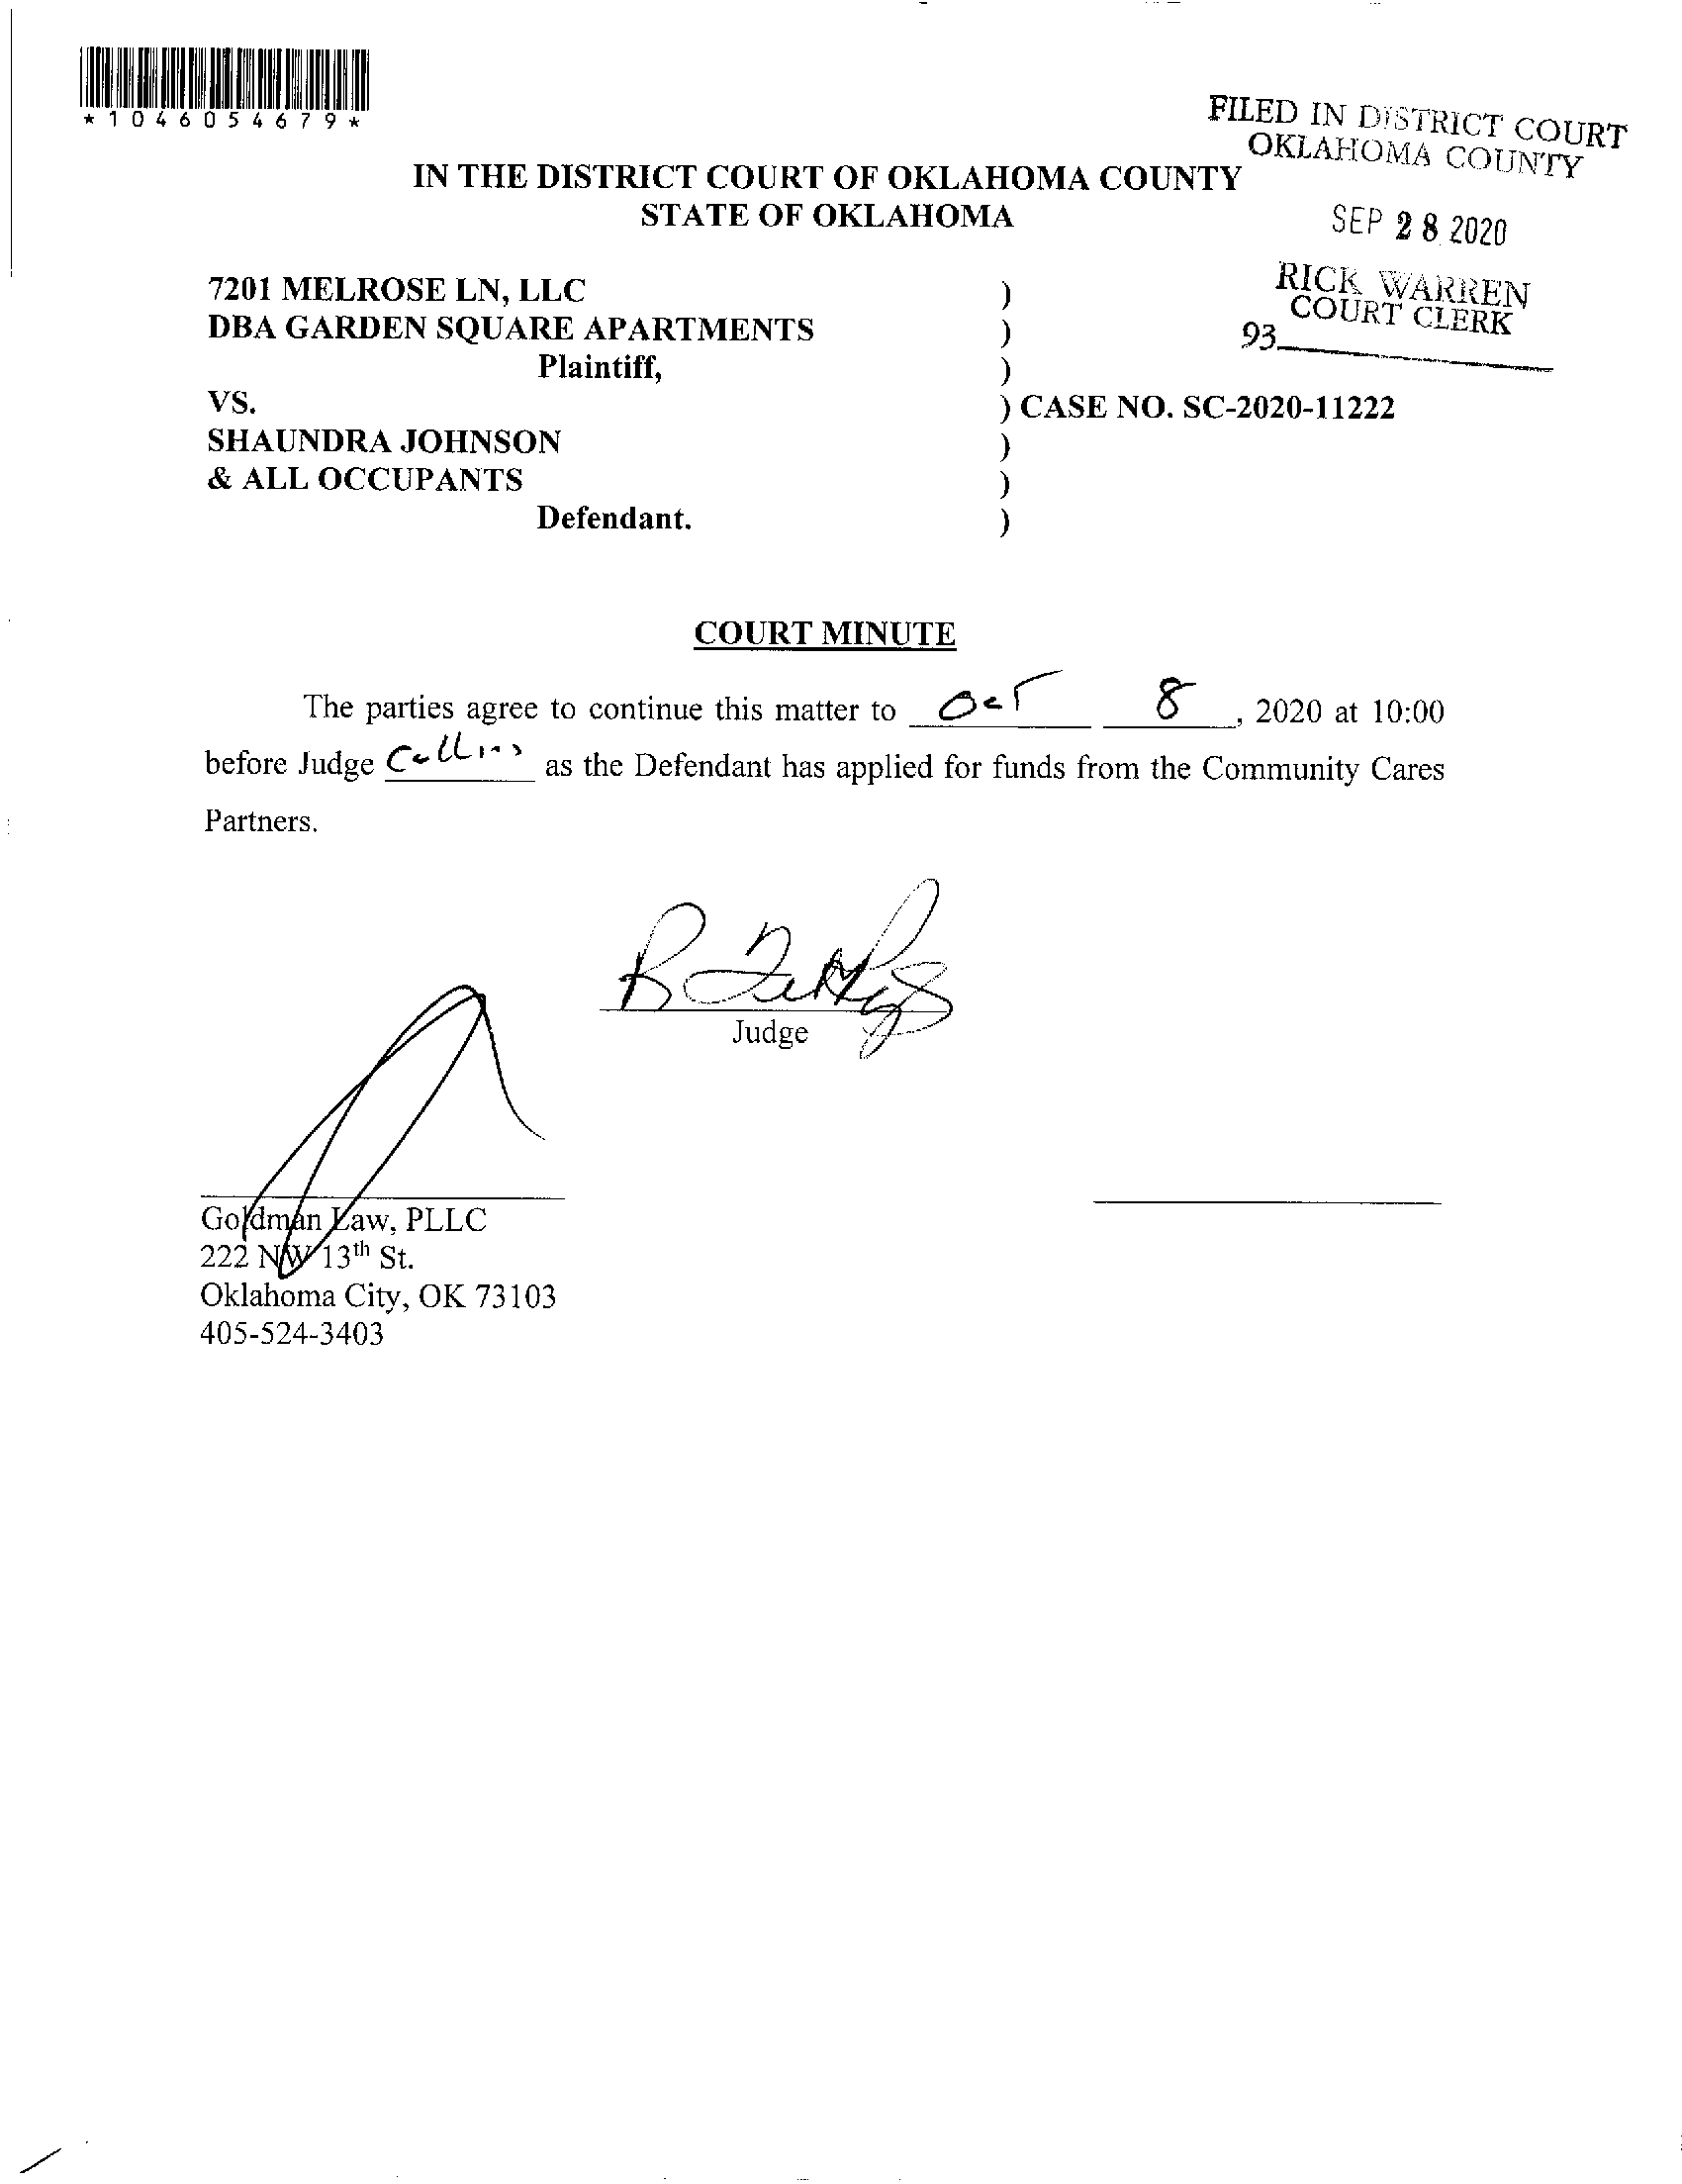 *1046054679*
FILED IN DISTRICT COURT
OKLAHOMA COUNTY
IN THE DISTRICT COURT OF OKLAHOMA COUNTY
STATE OF OKLAHOMA
SEP 28 2020
RICK WARREN
COURT CLERK
93
7201 MELROSE LN, LLC )
DBA GARDEN SQUARE APARTMENTS )
Plaintiff, )
VS. ) CASE NO. SC-2020-11222
SHAUNDRA JOHNSON )
& ALL OCCUPANTS )
Defendant. )
COURT MINUTE
The parties agree to continue this matter to Oct 8, 2020 at 10:00
before Judge Collins as the Defendant has applied for funds from the Community Cares
Partners.
Judge
Goldman Law, PLLC
222 NW 13th St.
Oklahoma City, OK 73103
405-524-3403